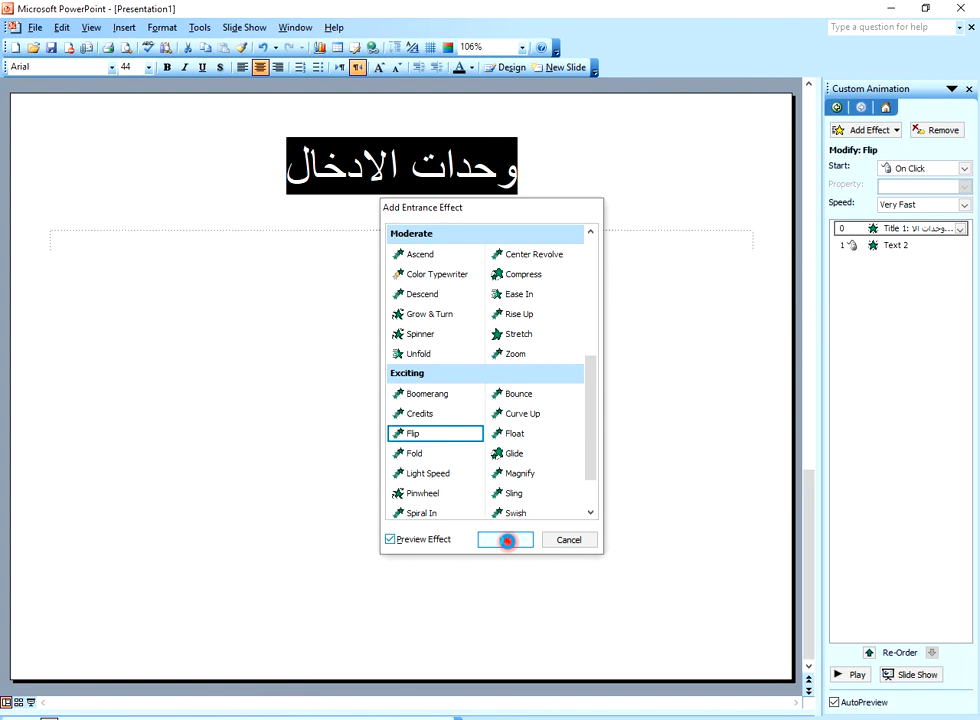 Microsoft PowerPoint - [Presentation1]
File Edit View Insert Format Tools Slide Show Window Help
Type a question for help
106%
Arial 44 B I U S A A A Design New Slide
Custom Animation
Add Effect Remove
Modify: Flip
Start: On Click
Property:
Speed: Very Fast
0 Title 1: وحدات الا...
1 Text 2
وحدات الادخال
Add Entrance Effect
Moderate
Ascend Center Revolve
Color Typewriter Compress
Descend Ease In
Grow & Turn Rise Up
Spinner Stretch
Unfold Zoom
Exciting
Boomerang Bounce
Credits Curve Up
Flip Float
Fold Glide
Light Speed Magnify
Pinwheel Sling
Spiral In Swish
Preview Effect Cancel
Re-Order
Play Slide Show
AutoPreview